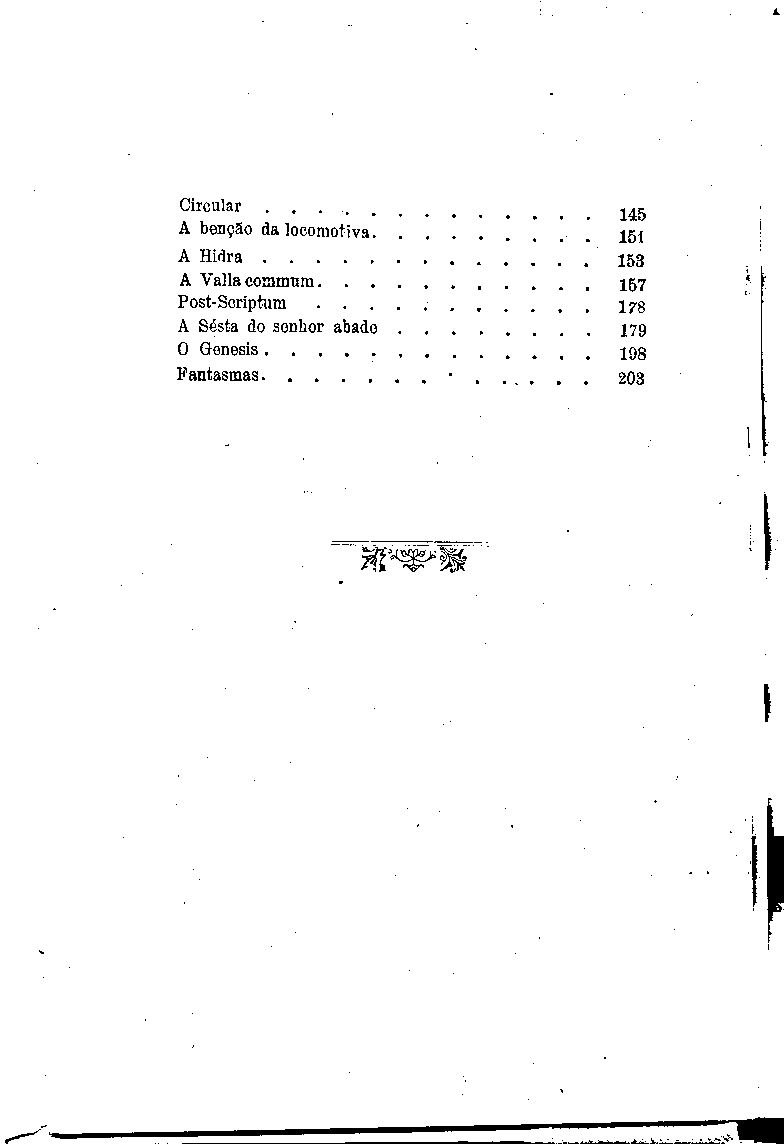 Circular . . . . . . . . . . . . . 145
A benção da locomotiva. . . . . . . . . 151
A Hidra . . . . . . . . . . . . . 153
A Valla commum. . . . . . . . . . . 157
Post-Scriptum . . . . . . . . . . . 178
A Sésta do senhor abade . . . . . . . . 179
O Genesis. . . . . . . . . . . . . 198
Fantasmas. . . . . . . . . . . . . 203